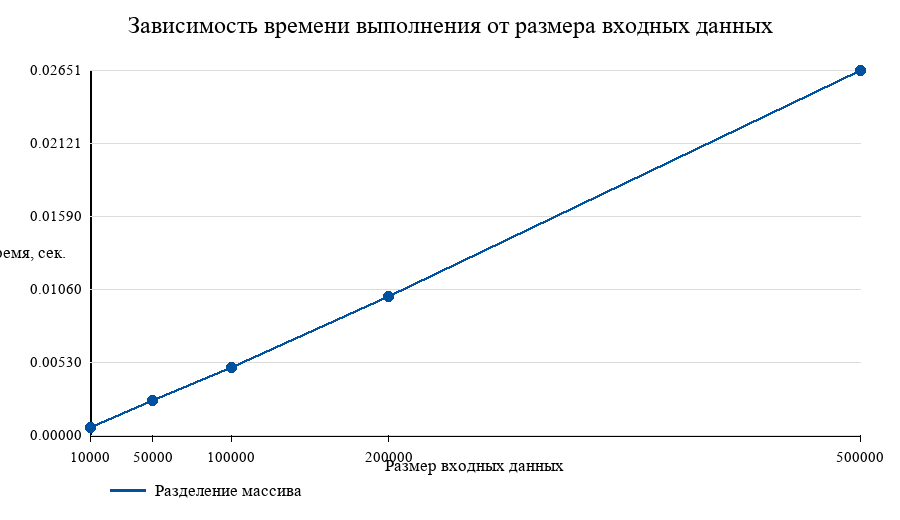 Зависимость времени выполнения от размера входных данных
0.02651
0.02121
0.01590
ремя, сек.
0.01060
0.00530
0.00000
10000 50000 100000 200000 500000
Размер входных данных
Разделение массива